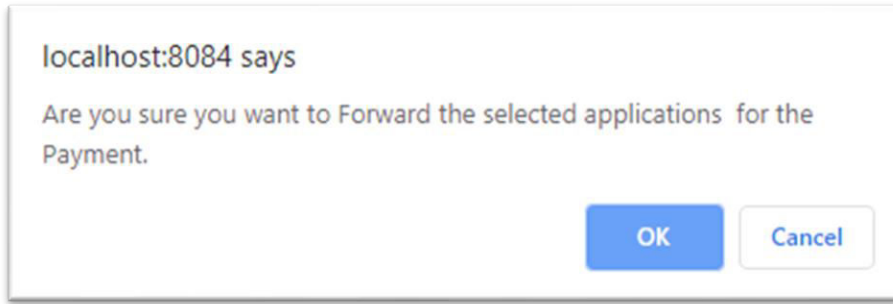 localhost:8084 says
Are you sure you want to Forward the selected applications  for the
Payment.
OK
Cancel